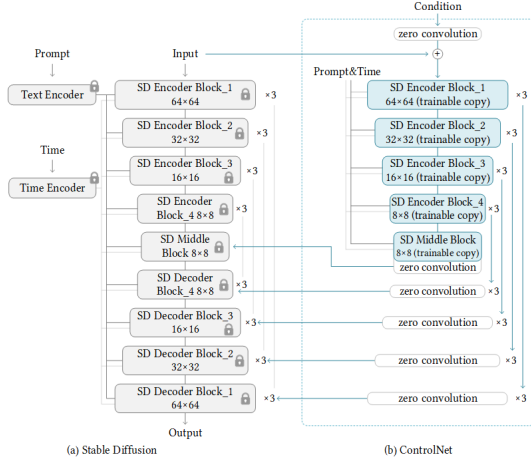 Condition
zero convolution
Prompt
Input
+
Prompt&Time
Text Encoder
SD Encoder Block_1
64×64
×3
SD Encoder Block_1
64×64 (trainable copy)
×3
SD Encoder Block_2
32×32
×3
SD Encoder Block_2
32×32 (trainable copy)
×3
Time
SD Encoder Block_3
16×16
×3
SD Encoder Block_3
16×16 (trainable copy)
×3
Time Encoder
SD Encoder
Block_4 8×8
×3
SD Encoder Block_4
8×8 (trainable copy)
×3
SD Middle
Block 8×8
SD Middle Block
8×8 (trainable copy)
zero convolution
SD Decoder
Block_4 8×8
×3
zero convolution
×3
SD Decoder Block_3
16×16
×3
zero convolution
×3
SD Decoder Block_2
32×32
×3
zero convolution
×3
SD Decoder Block_1
64×64
×3
zero convolution
×3
Output
(a) Stable Diffusion
(b) ControlNet